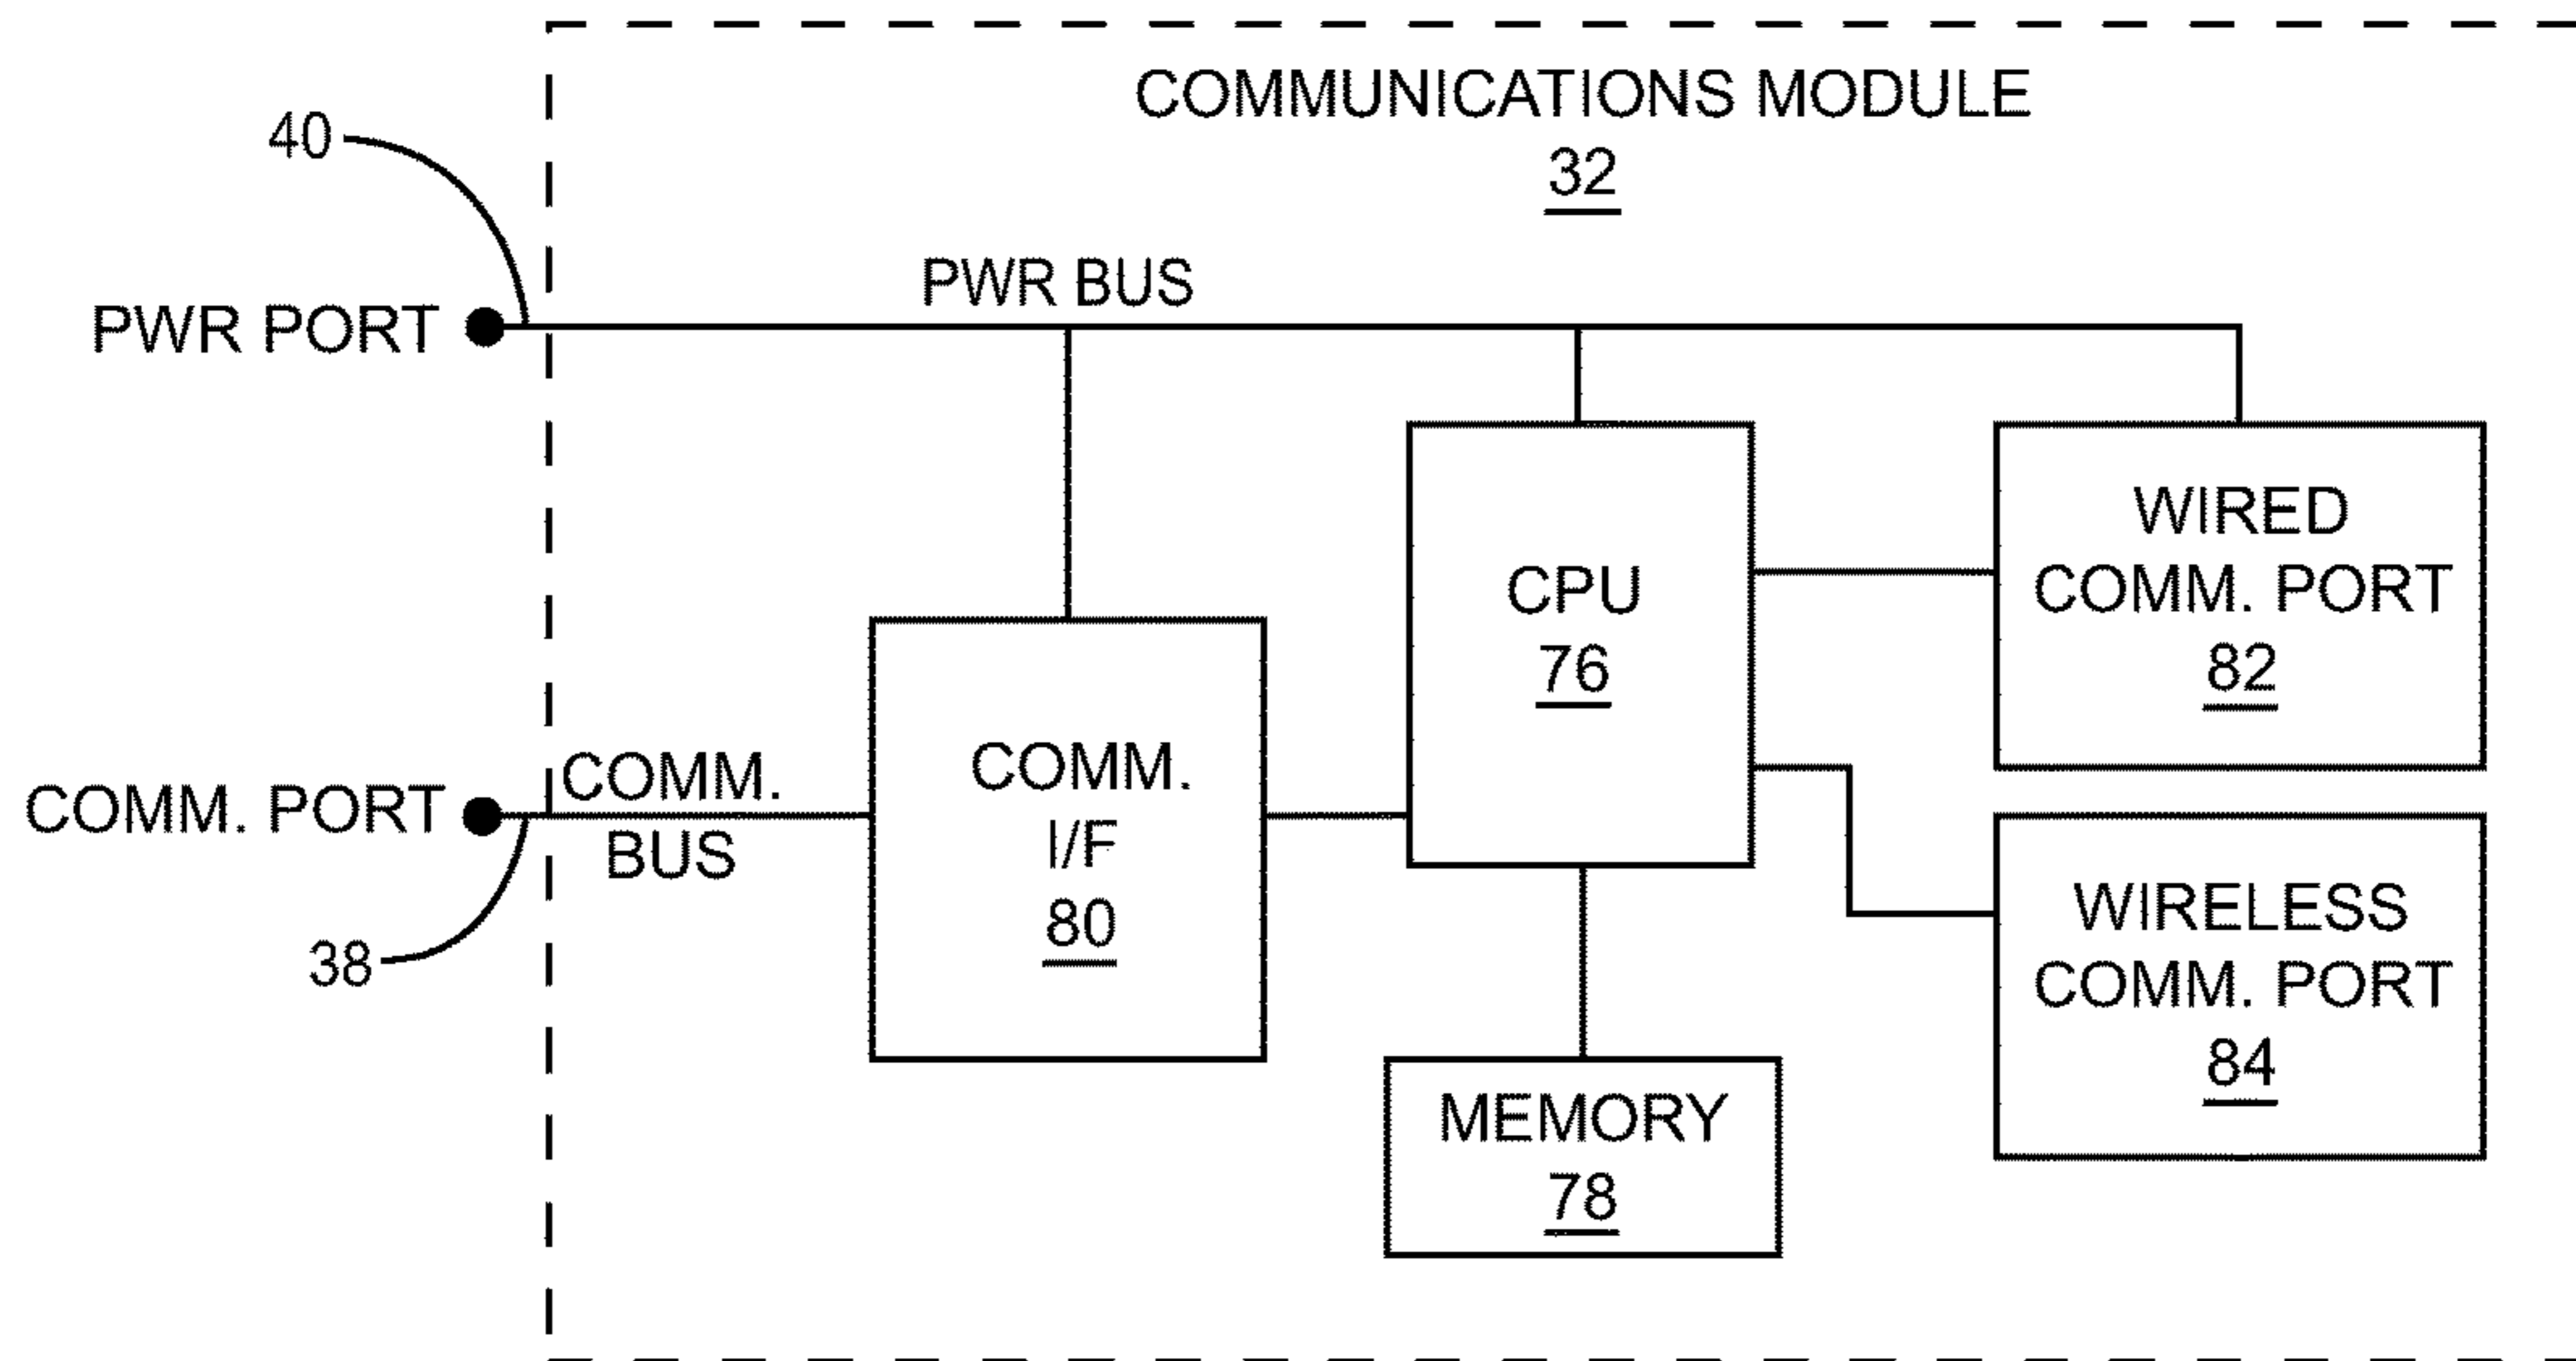 COMMUNICATIONS MODULE
32
40
PWR BUS
PWR PORT
WIRED
COMM. PORT
82
CPU
76
COMM. PORT
COMM.
BUS
38
COMM.
I/F
80
WIRELESS
COMM. PORT
84
MEMORY
78